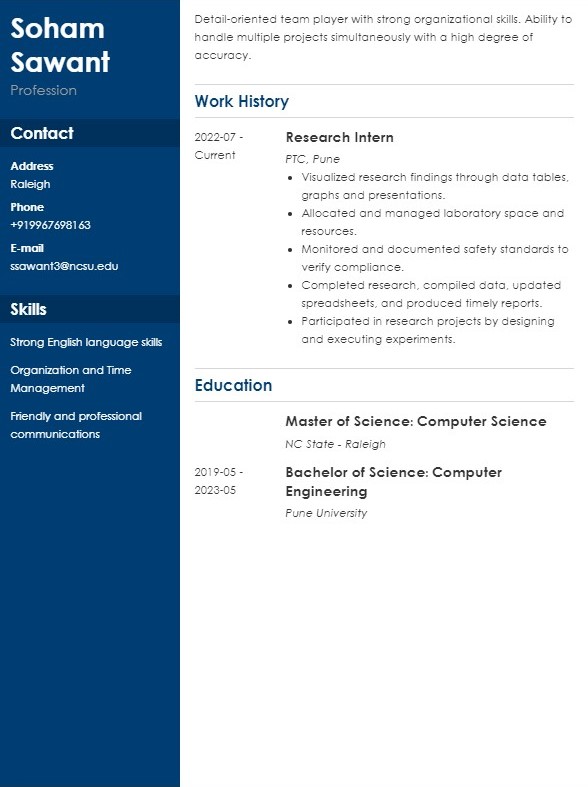 Soham
Sawant
Profession
Contact
Address
Raleigh
Phone
+919967698163
E-mail
ssawant3@ncsu.edu
Skills
Strong English language skills
Organization and Time
Management
Friendly and professional
communications
Detail-oriented team player with strong organizational skills. Ability to
handle multiple projects simultaneously with a high degree of
accuracy.
Work History
2022-07 -
Current
Research Intern
PTC, Pune
• Visualized research findings through data tables,
graphs and presentations.
• Allocated and managed laboratory space and
resources.
• Monitored and documented safety standards to
verify compliance.
• Completed research, compiled data, updated
spreadsheets, and produced timely reports.
• Participated in research projects by designing
and executing experiments.
Education
Master of Science: Computer Science
NC State - Raleigh
2019-05 -
2023-05
Bachelor of Science: Computer
Engineering
Pune University